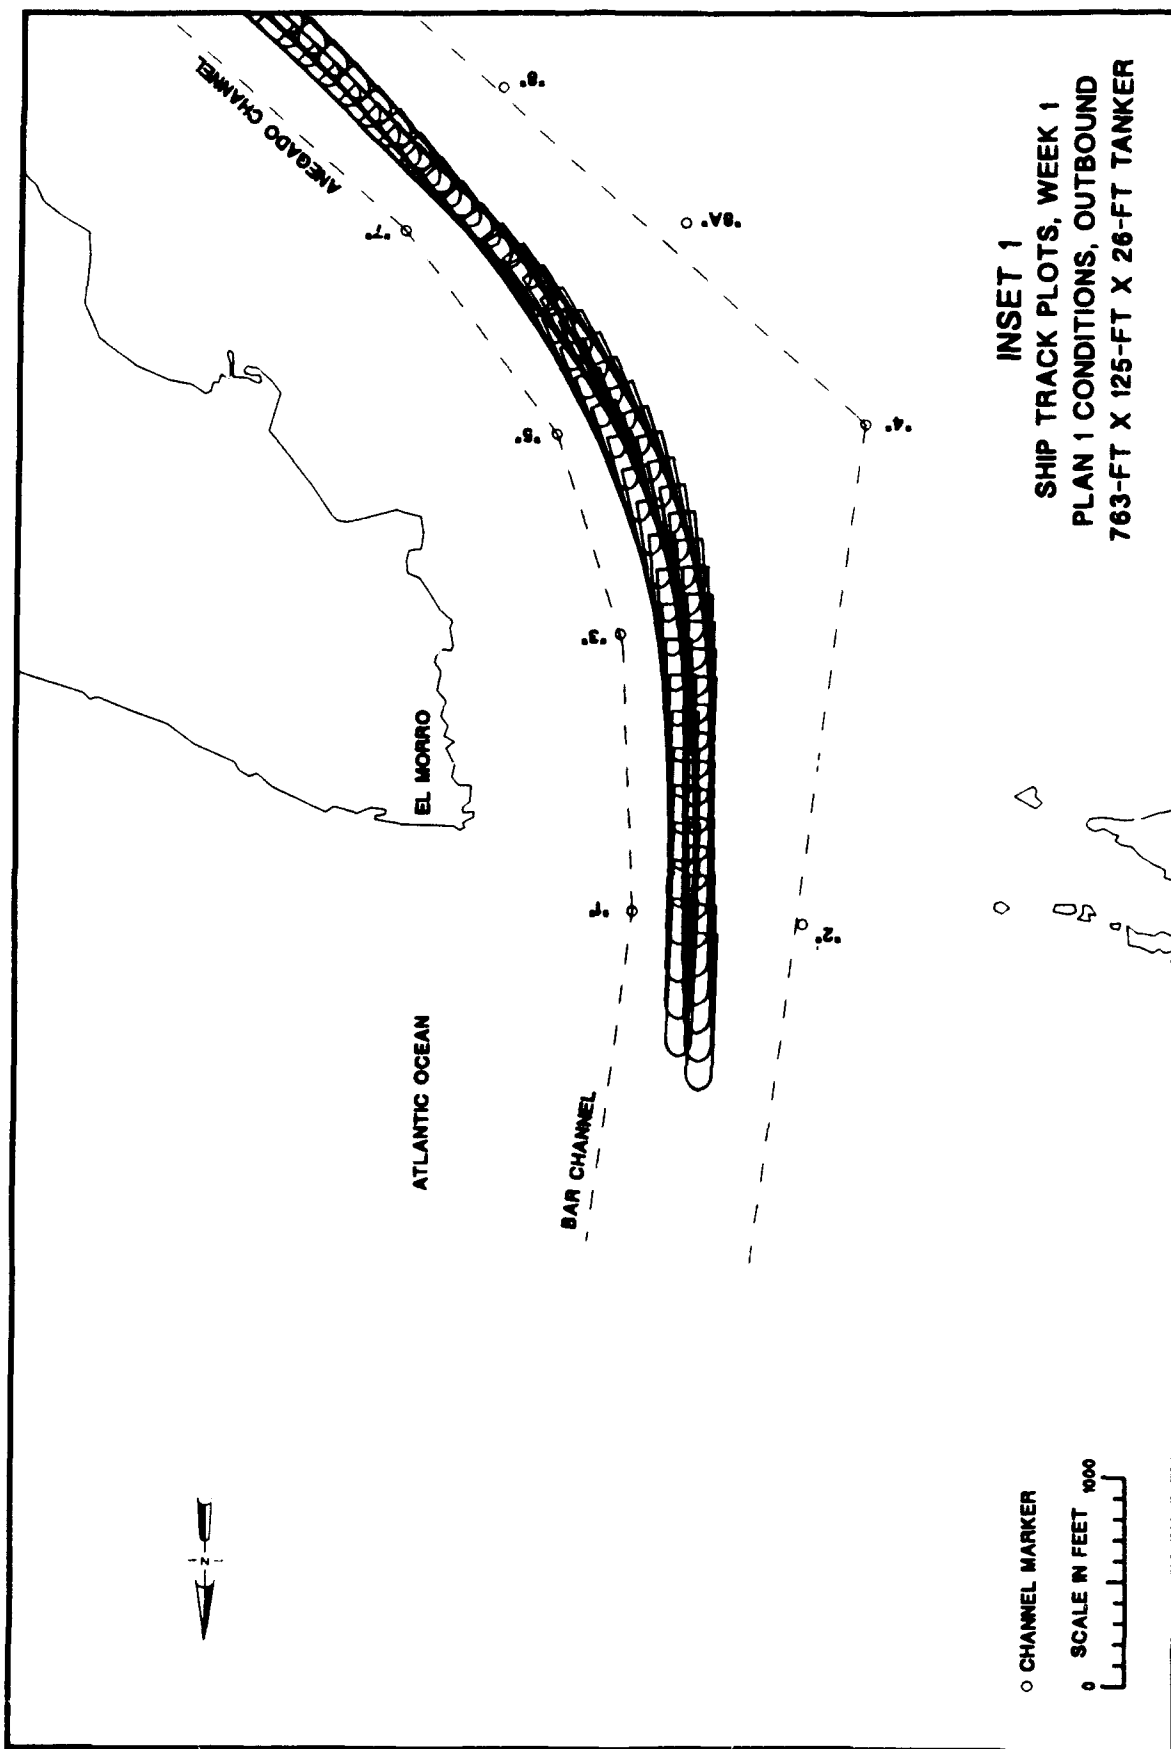 ANEGADO CHANNEL
"8"
"7"
"8A"
"5"
"4"
"3"
EL MORRO
"1"
"2"
ATLANTIC OCEAN
BAR CHANNEL
N
INSET 1
SHIP TRACK PLOTS, WEEK 1
PLAN 1 CONDITIONS, OUTBOUND
763-FT X 125-FT X 26-FT TANKER
CHANNEL MARKER
SCALE IN FEET
0 1000